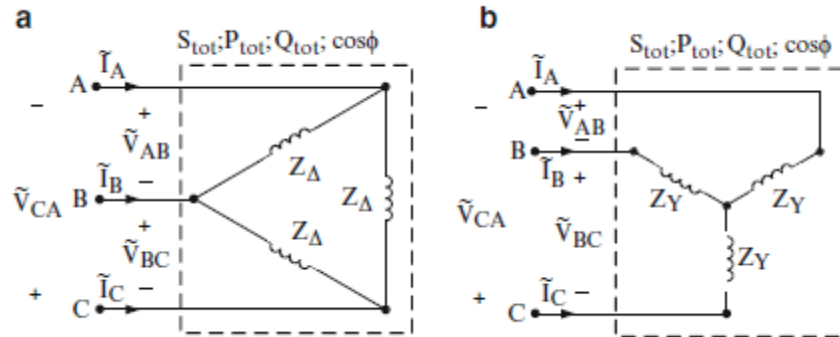 a
S_tot;P_tot; Q_tot; cosϕ
Ĩ_A
A
−
+
Ṽ_AB
Z_Δ
Ĩ_B
−
B
Z_Δ
Ṽ_CA
+
Z_Δ
Ṽ_BC
+
Ĩ_C
−
C
b
S_tot;P_tot; Q_tot; cosϕ
Ĩ_A
A
−
+
Ṽ_AB
B
−
Ĩ_B
+
Z_Y
Z_Y
Ṽ_CA
Ṽ_BC
Z_Y
+
Ĩ_C
−
C